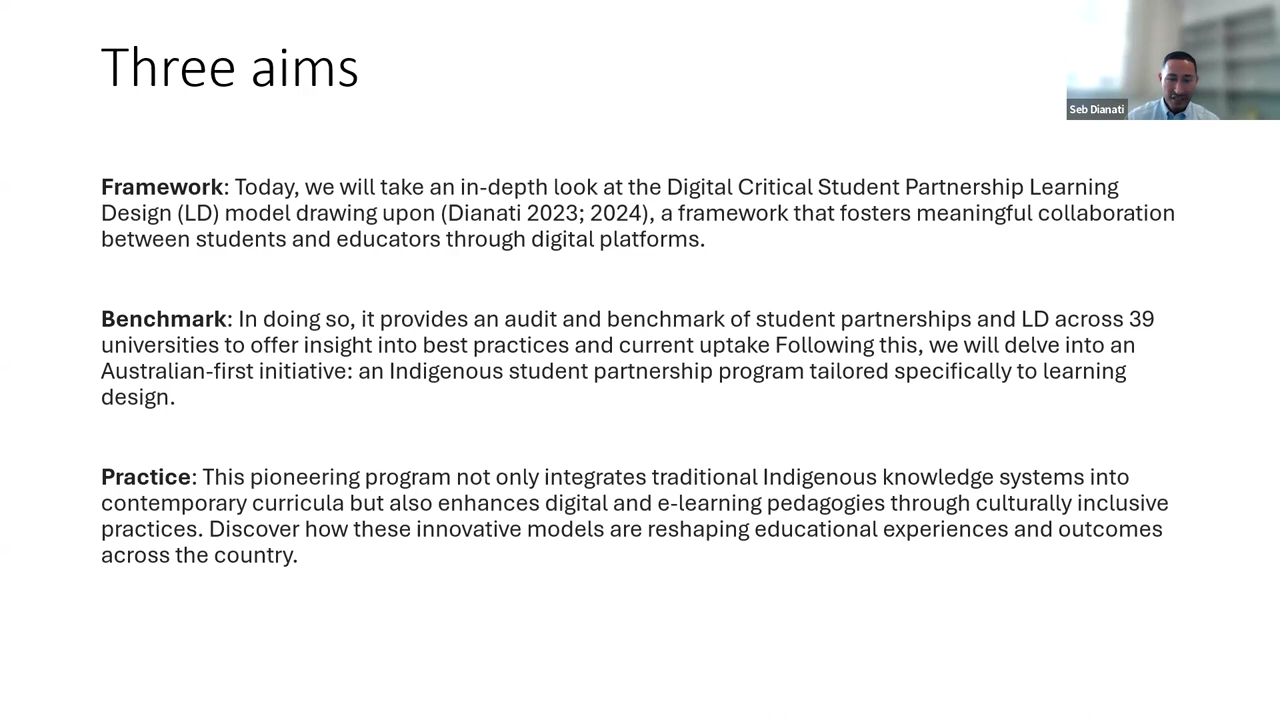 Three aims
Seb Dianati
Framework: Today, we will take an in-depth look at the Digital Critical Student Partnership Learning
Design (LD) model drawing upon (Dianati 2023; 2024), a framework that fosters meaningful collaboration
between students and educators through digital platforms.
Benchmark: In doing so, it provides an audit and benchmark of student partnerships and LD across 39
universities to offer insight into best practices and current uptake Following this, we will delve into an
Australian-first initiative: an Indigenous student partnership program tailored specifically to learning
design.
Practice: This pioneering program not only integrates traditional Indigenous knowledge systems into
contemporary curricula but also enhances digital and e-learning pedagogies through culturally inclusive
practices. Discover how these innovative models are reshaping educational experiences and outcomes
across the country.